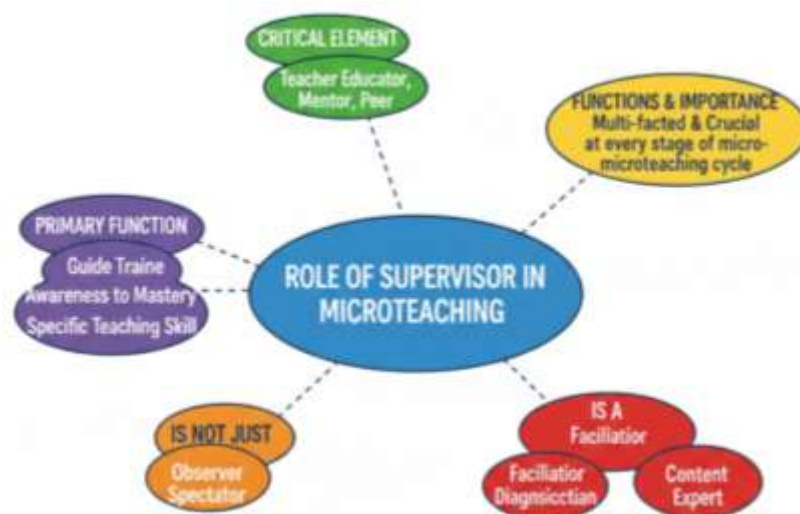 CRITICAL ELEMENT
Teacher Educator,
Mentor, Peer
FUNCTIONS & IMPORTANCE
Multi-facted & Crucial
at every stage of micro-
microteaching cycle
PRIMARY FUNCTION
Guide Traine
Awareness to Mastery
Specific Teaching Skill
ROLE OF SUPERVISOR IN
MICROTEACHING
IS NOT JUST
Observer
Spectator
IS A
Faciliatior
Faciliatior
Diagnsicctian
Content
Expert